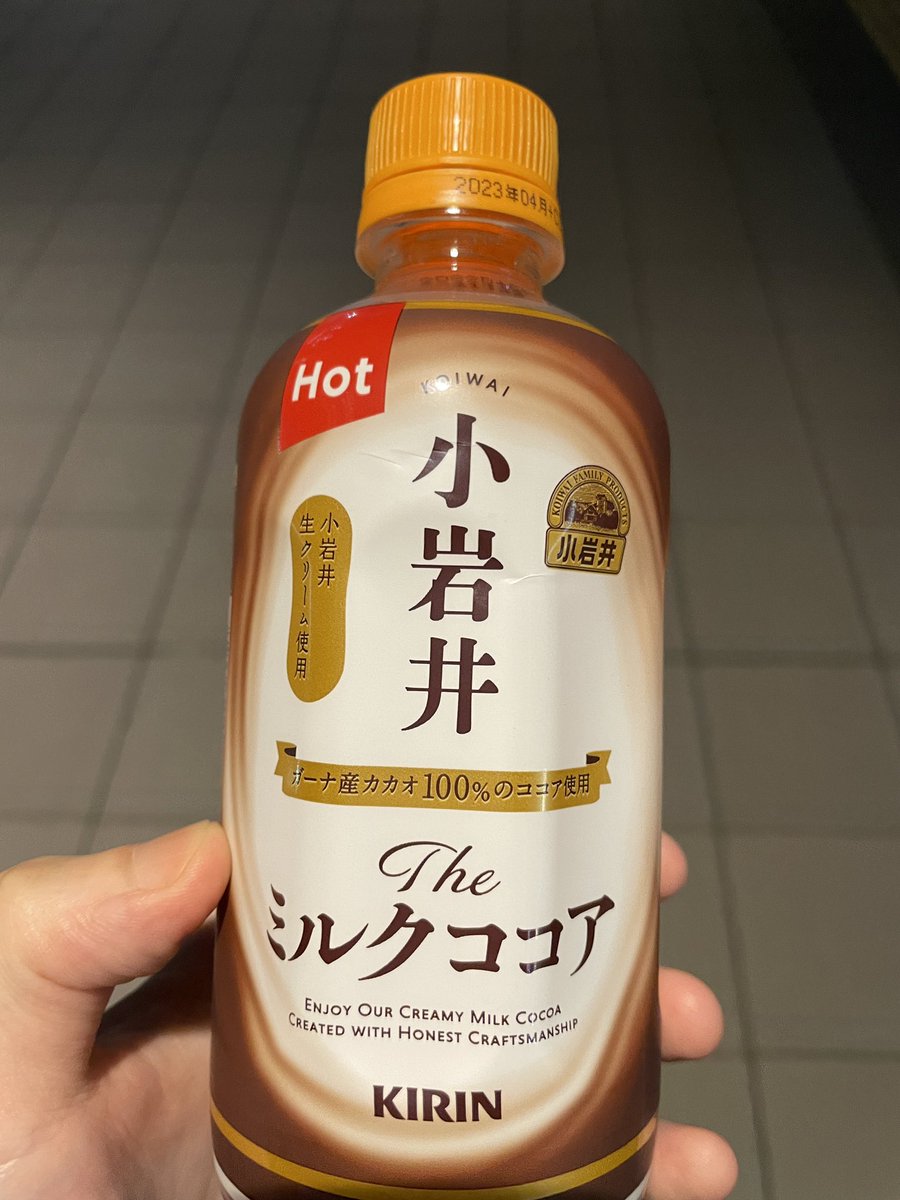 2023年04月
Hot
KOIWAI
小岩井
小岩井
生クリーム使用
KOIWAI FAMILY PRODUCTS
小岩井
ガーナ産カカオ100%のココア使用
The
ミルクココア
ENJOY OUR CREAMY MILK COCOA
CREATED WITH HONEST CRAFTSMANSHIP
KIRIN